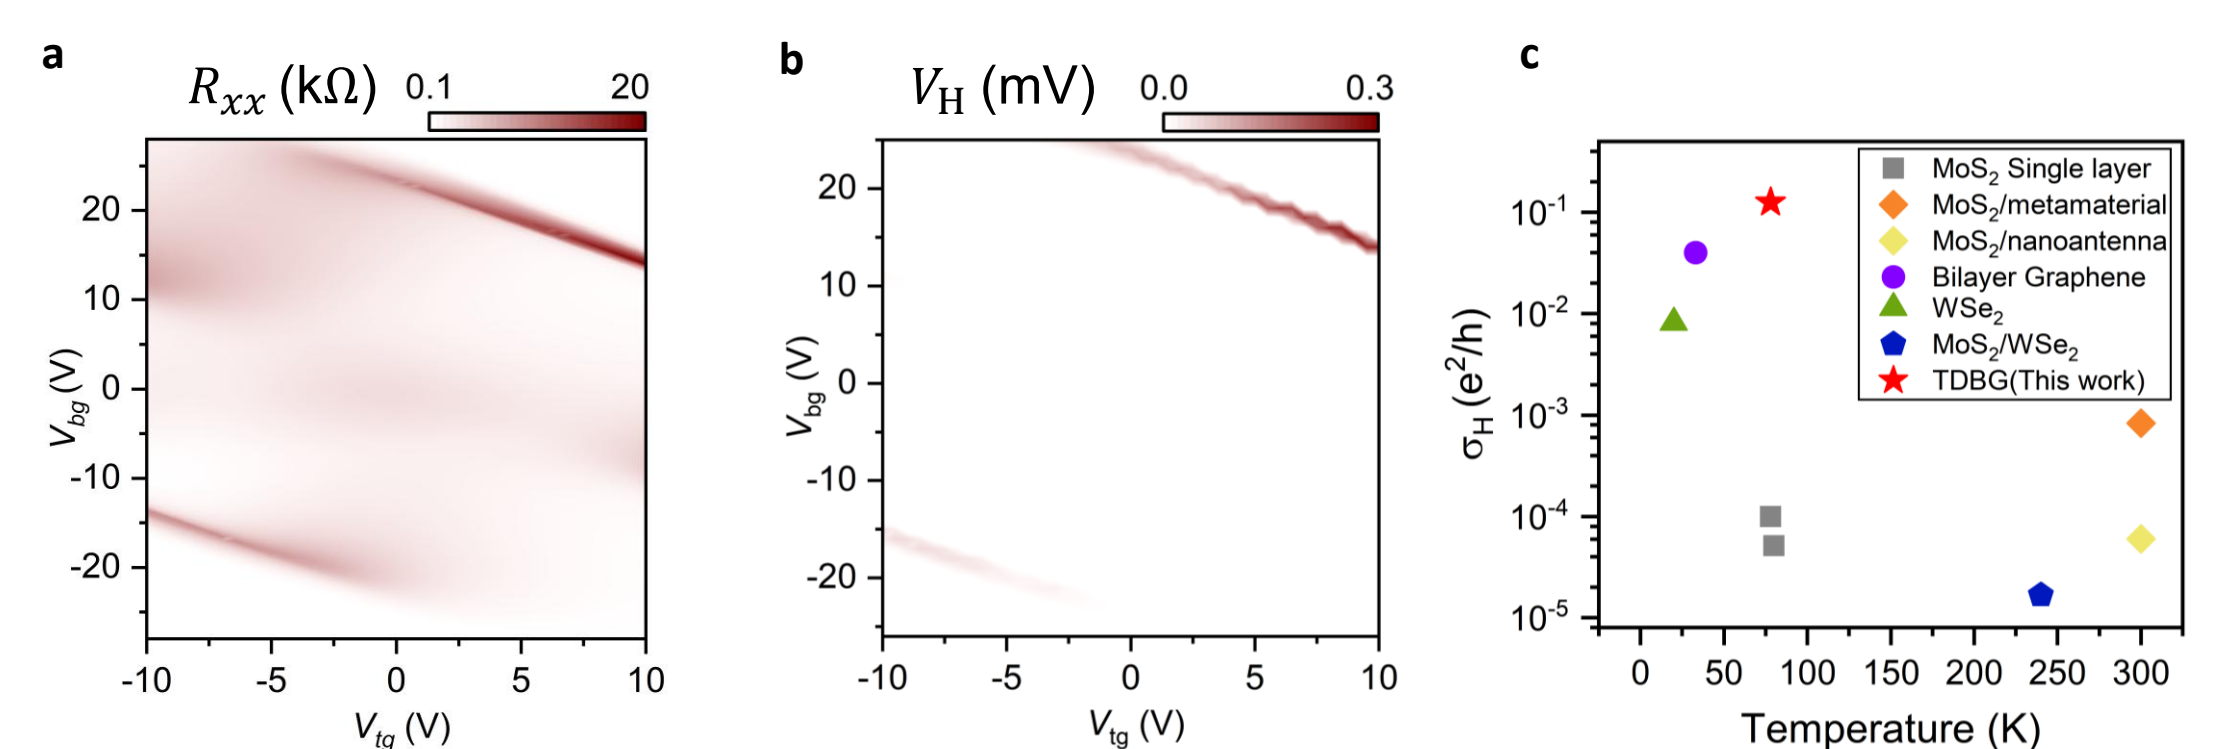 a
R_xx (kΩ) 0.1 20
20
10
0
-10
-20
V_bg (V)
-10 -5 0 5 10
V_tg (V)
b
V_H (mV) 0.0 0.3
20
10
0
-10
-20
V_bg (V)
-10 -5 0 5 10
V_tg (V)
c
MoS₂ Single layer
MoS₂/metamaterial
MoS₂/nanoantenna
Bilayer Graphene
WSe₂
MoS₂/WSe₂
TDBG(This work)
10⁻¹
10⁻²
10⁻³
10⁻⁴
10⁻⁵
σ_H (e²/h)
0 50 100 150 200 250 300
Temperature (K)